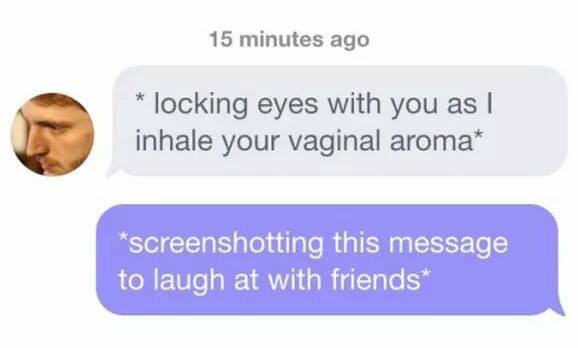 15 minutes ago
* locking eyes with you as I
inhale your vaginal aroma*
*screenshotting this message
to laugh at with friends*